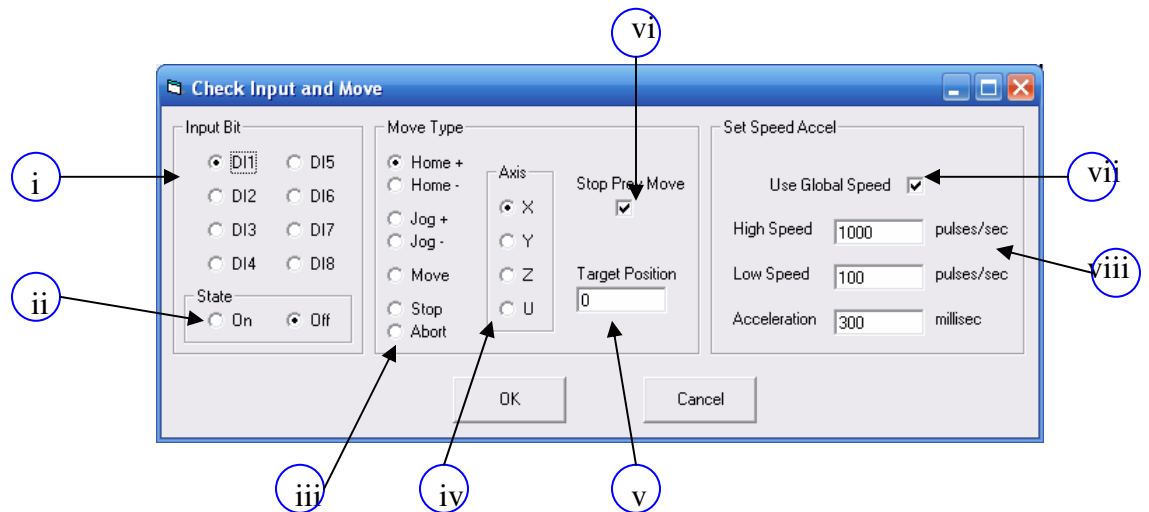 vi
Check Input and Move
Input Bit
DI1 DI5
DI2 DI6
DI3 DI7
DI4 DI8
State
On Off
Move Type
Home +
Home -
Jog +
Jog -
Move
Stop
Abort
Axis
X
Y
Z
U
Stop Prev Move
Target Position
0
Set Speed Accel
Use Global Speed
High Speed 1000 pulses/sec
Low Speed 100 pulses/sec
Acceleration 300 millisec
OK Cancel
i
ii
vii
viii
iii iv v